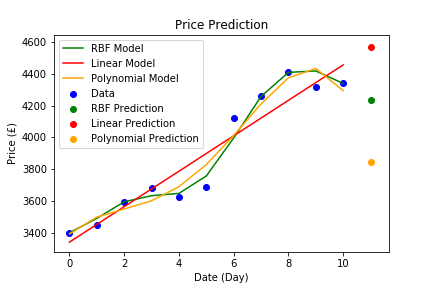 Price Prediction
RBF Model
Linear Model
Polynomial Model
Data
RBF Prediction
Linear Prediction
Polynomial Prediction
Price (£)
4600
4400
4200
4000
3800
3600
3400
0 2 4 6 8 10
Date (Day)